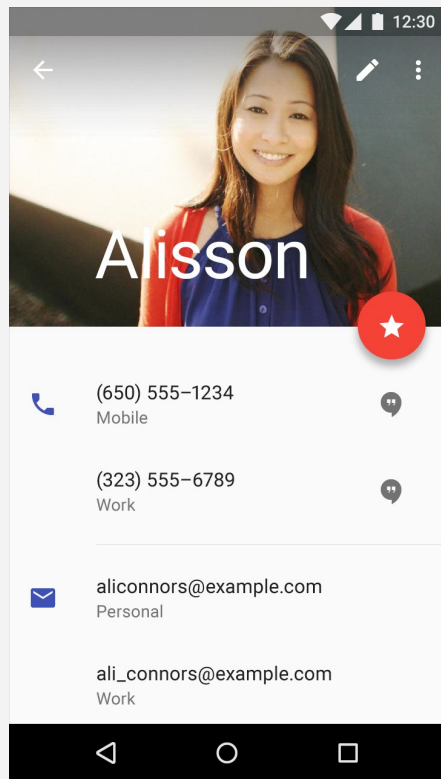 12:30
Alisson
(650) 555–1234
Mobile
(323) 555–6789
Work
aliconnors@example.com
Personal
ali_connors@example.com
Work